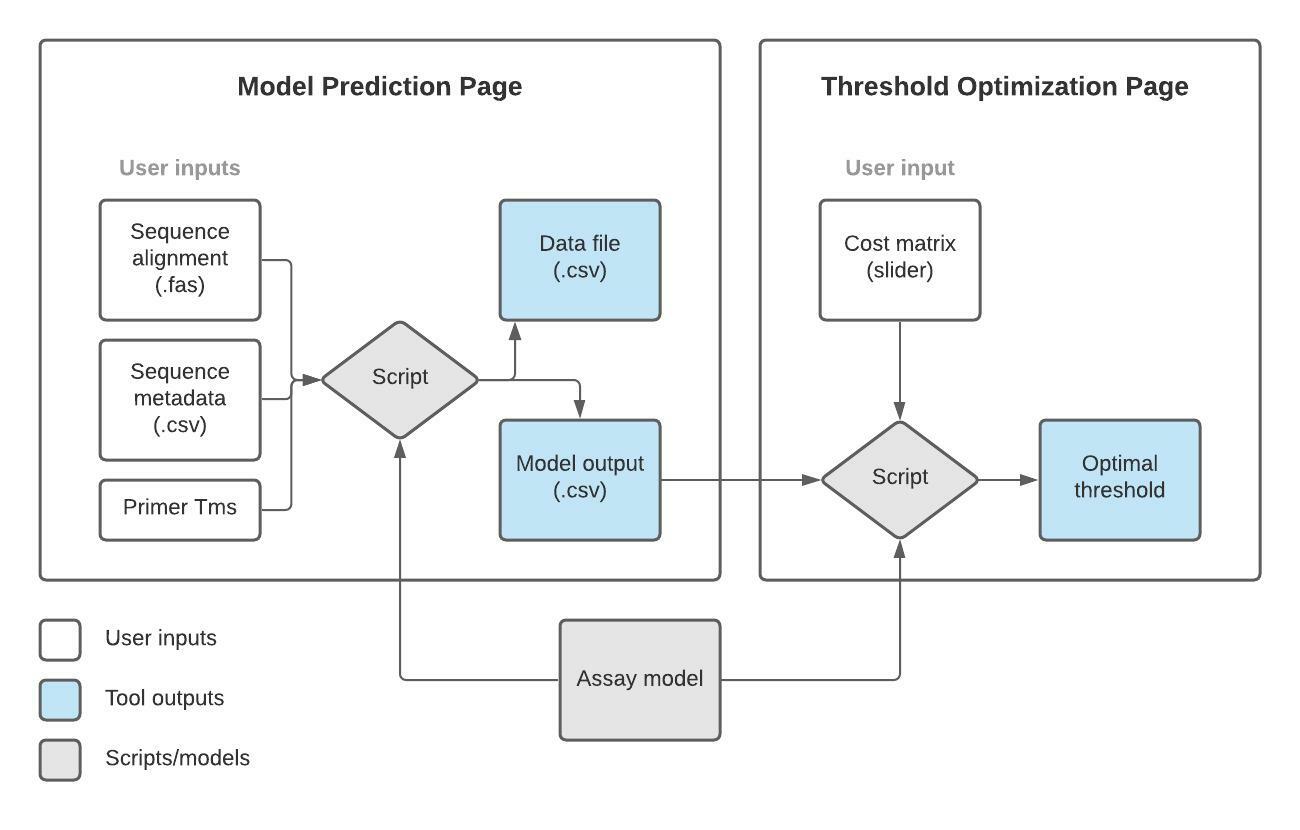 Model Prediction Page
User inputs
Sequence
alignment
(.fas)
Sequence
metadata
(.csv)
Primer Tms
Script
Data file
(.csv)
Model output
(.csv)
Threshold Optimization Page
User input
Cost matrix
(slider)
Script
Optimal
threshold
Assay model
User inputs
Tool outputs
Scripts/models